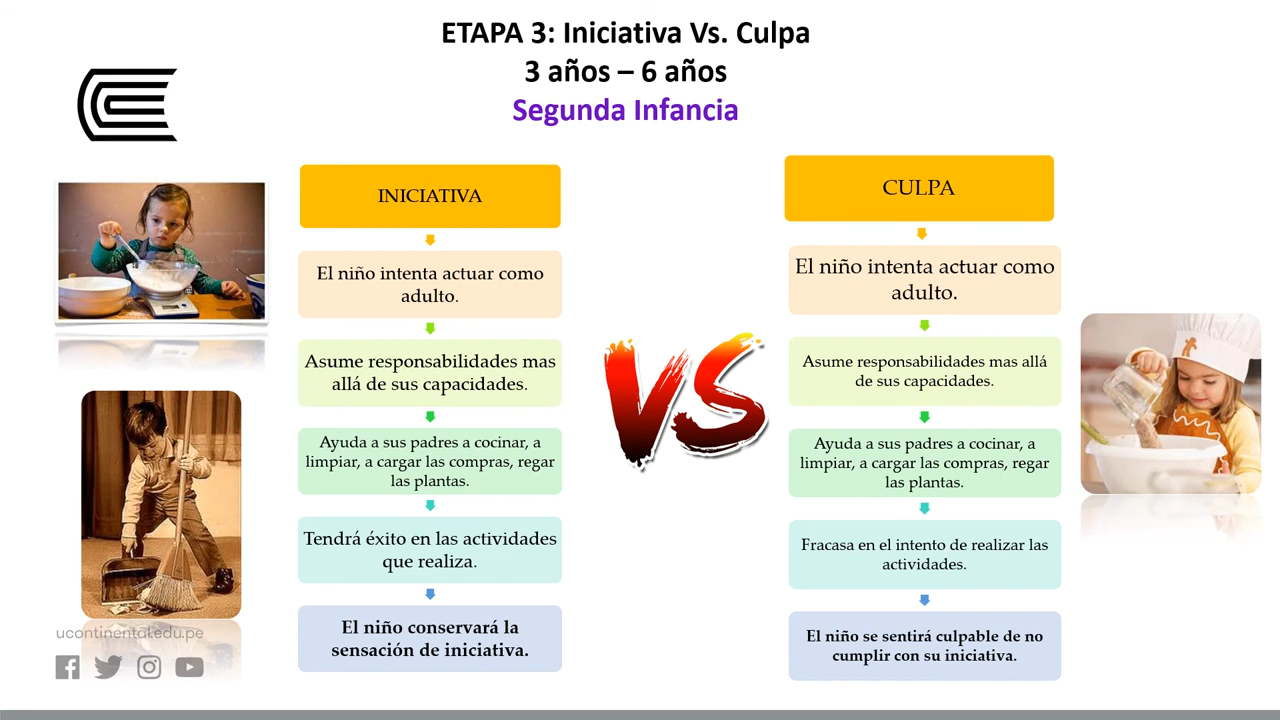 ETAPA 3: Iniciativa Vs. Culpa
3 años – 6 años
Segunda Infancia
INICIATIVA
El niño intenta actuar como
adulto.
Asume responsabilidades mas
allá de sus capacidades.
Ayuda a sus padres a cocinar, a
limpiar, a cargar las compras, regar
las plantas.
Tendrá éxito en las actividades
que realiza.
El niño conservará la
sensación de iniciativa.
VS
CULPA
El niño intenta actuar como
adulto.
Asume responsabilidades mas allá
de sus capacidades.
Ayuda a sus padres a cocinar, a
limpiar, a cargar las compras, regar
las plantas.
Fracasa en el intento de realizar las
actividades.
El niño se sentirá culpable de no
cumplir con su iniciativa.
ucontinental.edu.pe